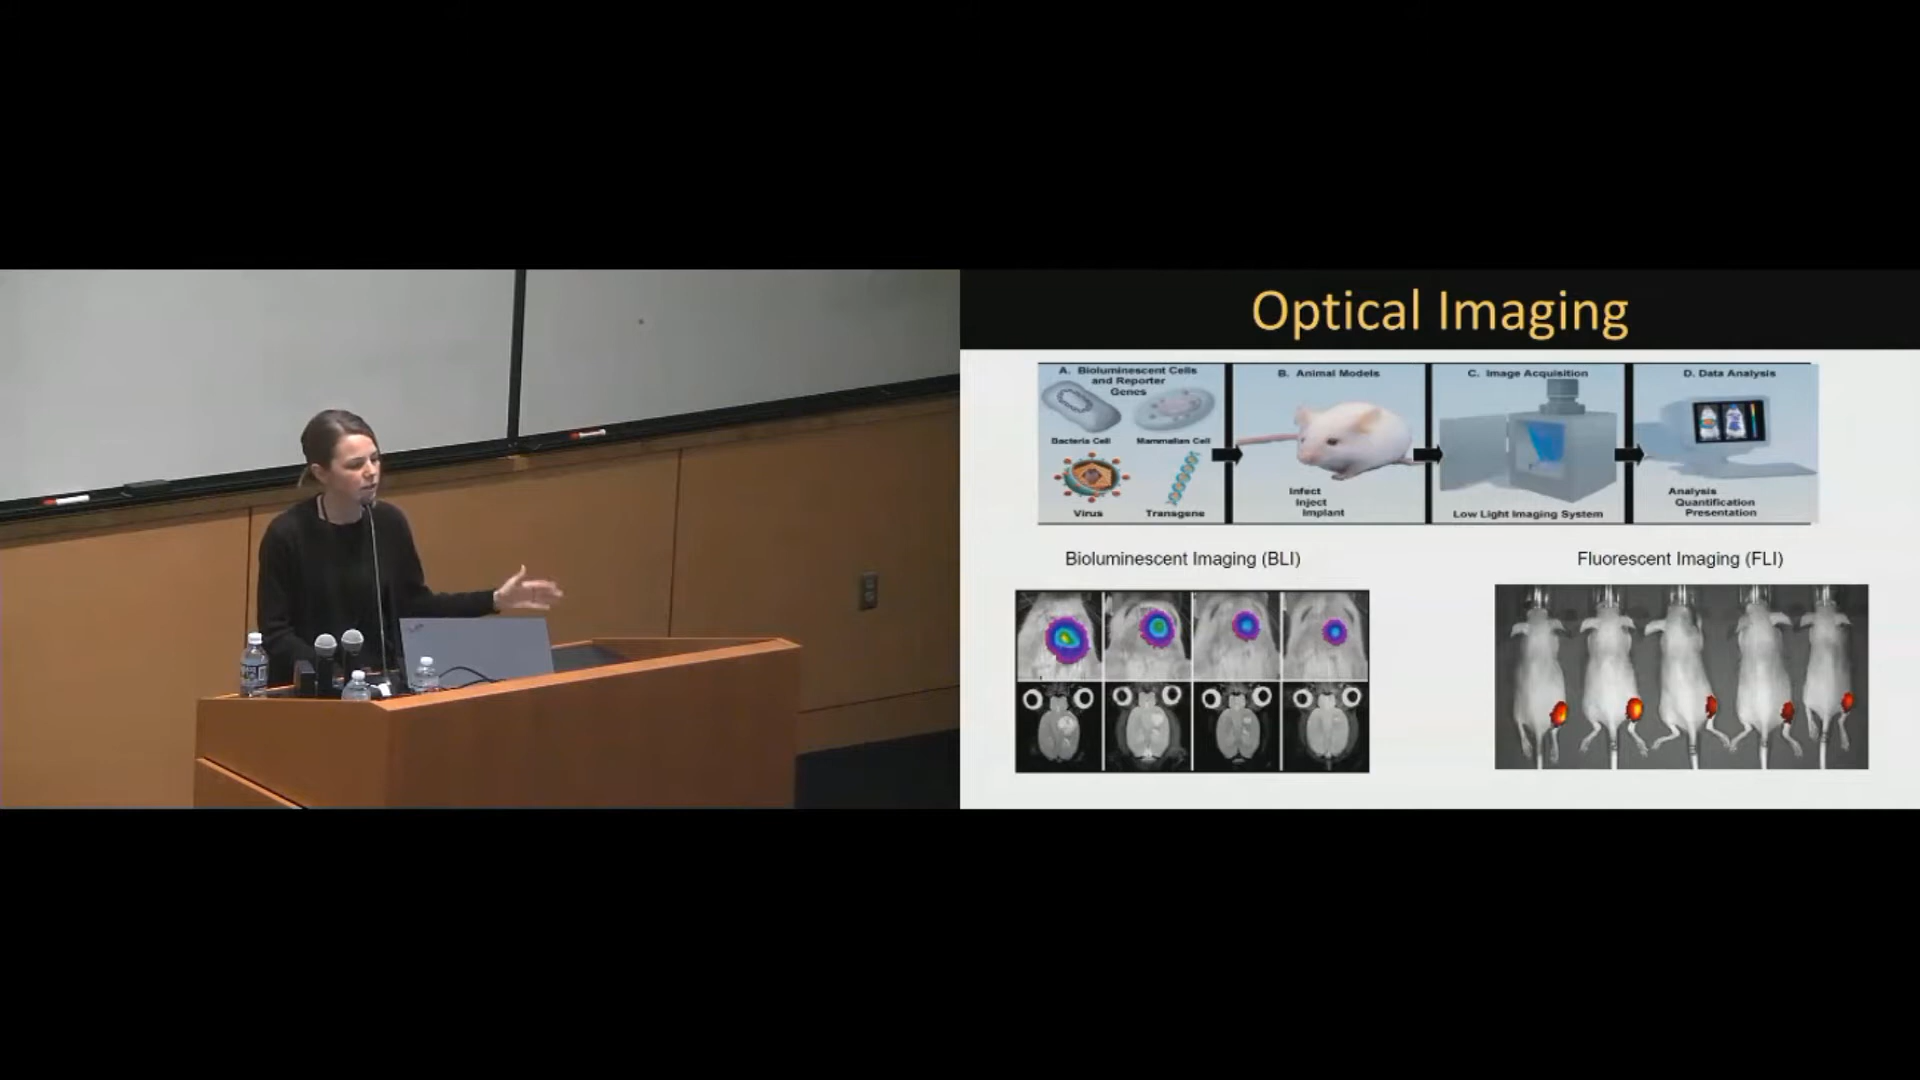 Optical Imaging
A. Bioluminescent Cells
and Reporter
Genes
Bacteria Cell
Mammalian Cell
Virus
Transgene
B. Animal Models
Infect
Inject
Implant
C. Image Acquisition
Low Light Imaging System
D. Data Analysis
Analysis
Quantification
Presentation
Bioluminescent Imaging (BLI)
Fluorescent Imaging (FLI)